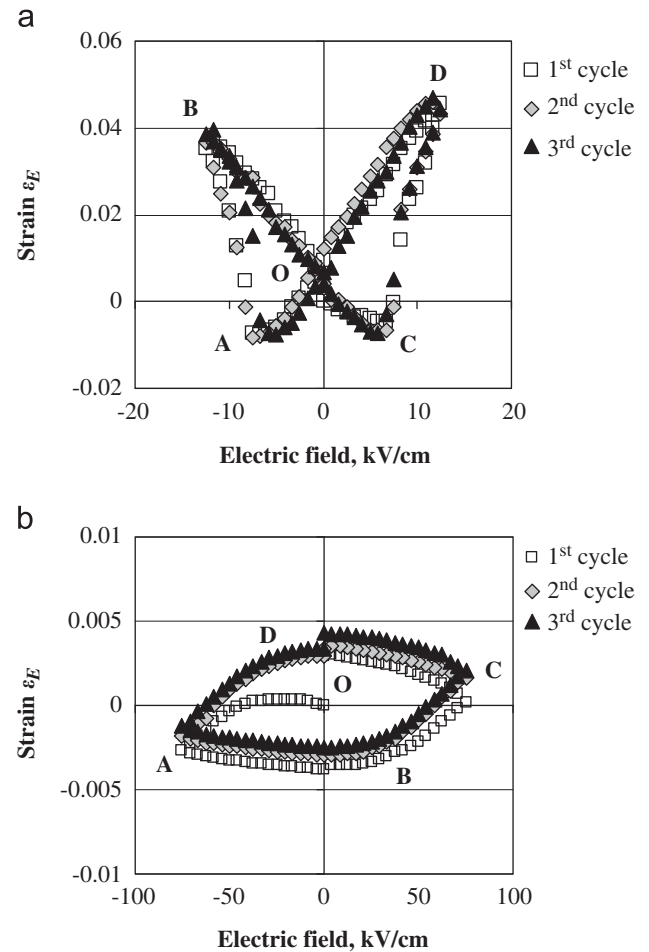 a
0.06
0.04
0.02
0
-0.02
Strain εE
B
D
O
A
C
1st cycle
2nd cycle
3rd cycle
-20 -10 0 10 20
Electric field, kV/cm
b
0.01
0.005
0
-0.005
-0.01
Strain εE
D
O
C
A
B
1st cycle
2nd cycle
3rd cycle
-100 -50 0 50 100
Electric field, kV/cm